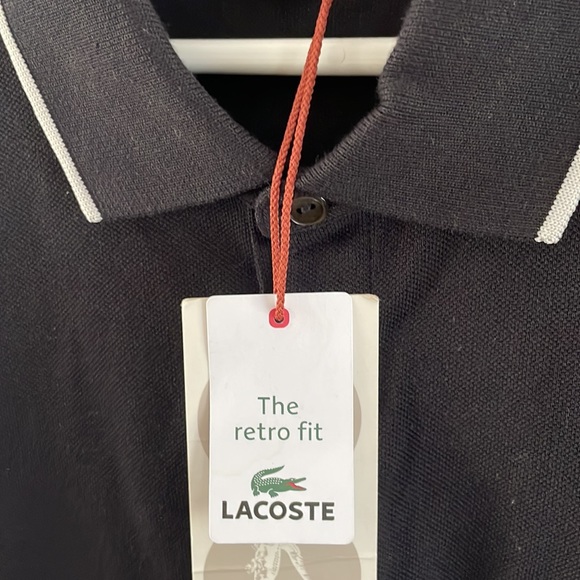 The
retro fit
LACOSTE